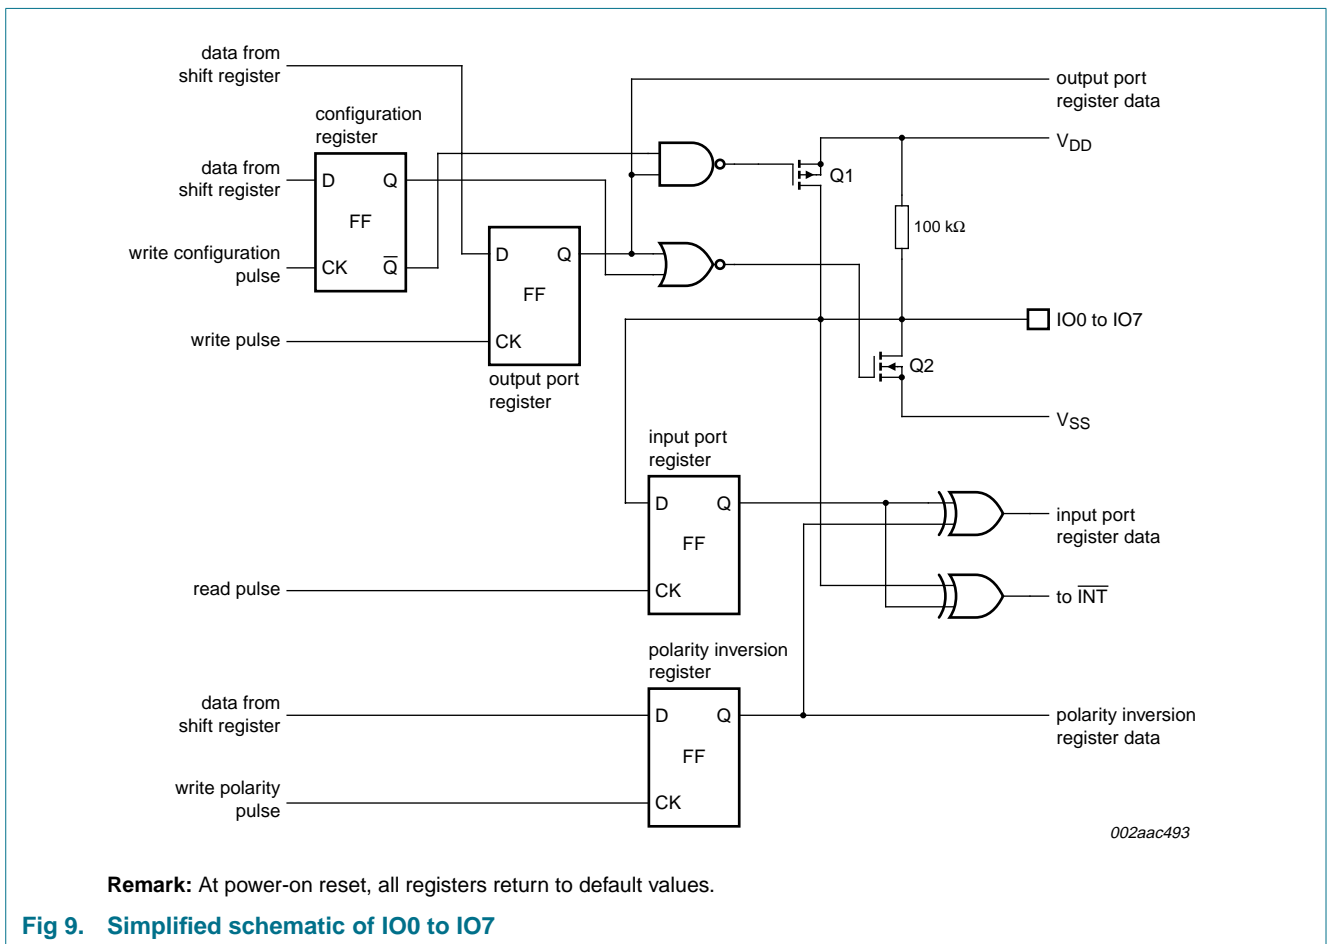 data from
shift register
output port
register data
configuration
register
V_DD
data from
shift register
D
Q
Q1
FF
100 kΩ
write configuration
pulse
CK
Q̅
D
Q
FF
IO0 to IO7
write pulse
CK
Q2
output port
register
V_SS
input port
register
D
Q
input port
register data
FF
read pulse
CK
to I̅N̅T̅
polarity inversion
register
data from
shift register
D
Q
polarity inversion
register data
FF
write polarity
pulse
CK
002aac493
Remark: At power-on reset, all registers return to default values.
Fig 9. Simplified schematic of IO0 to IO7